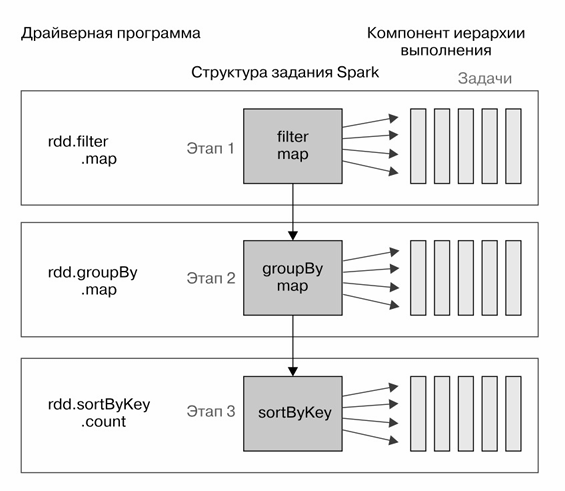 Драйверная программа
Компонент иерархии
выполнения
Структура задания Spark
Задачи
rdd.filter
.map
Этап 1
filter
map
rdd.groupBy
.map
Этап 2
groupBy
map
rdd.sortByKey
.count
Этап 3
sortByKey